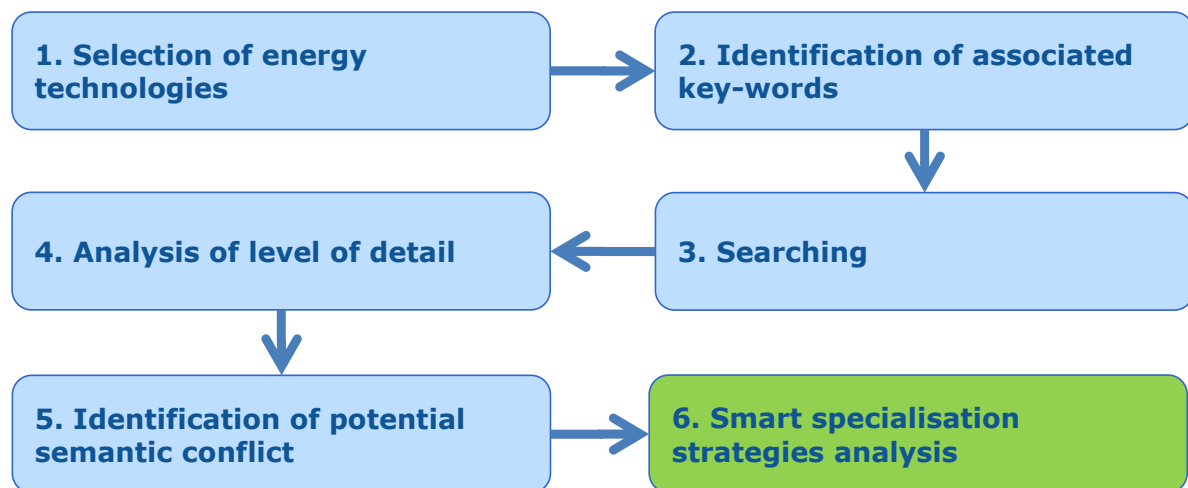 1. Selection of energy
technologies
2. Identification of associated
key-words
3. Searching
4. Analysis of level of detail
5. Identification of potential
semantic conflict
6. Smart specialisation
strategies analysis